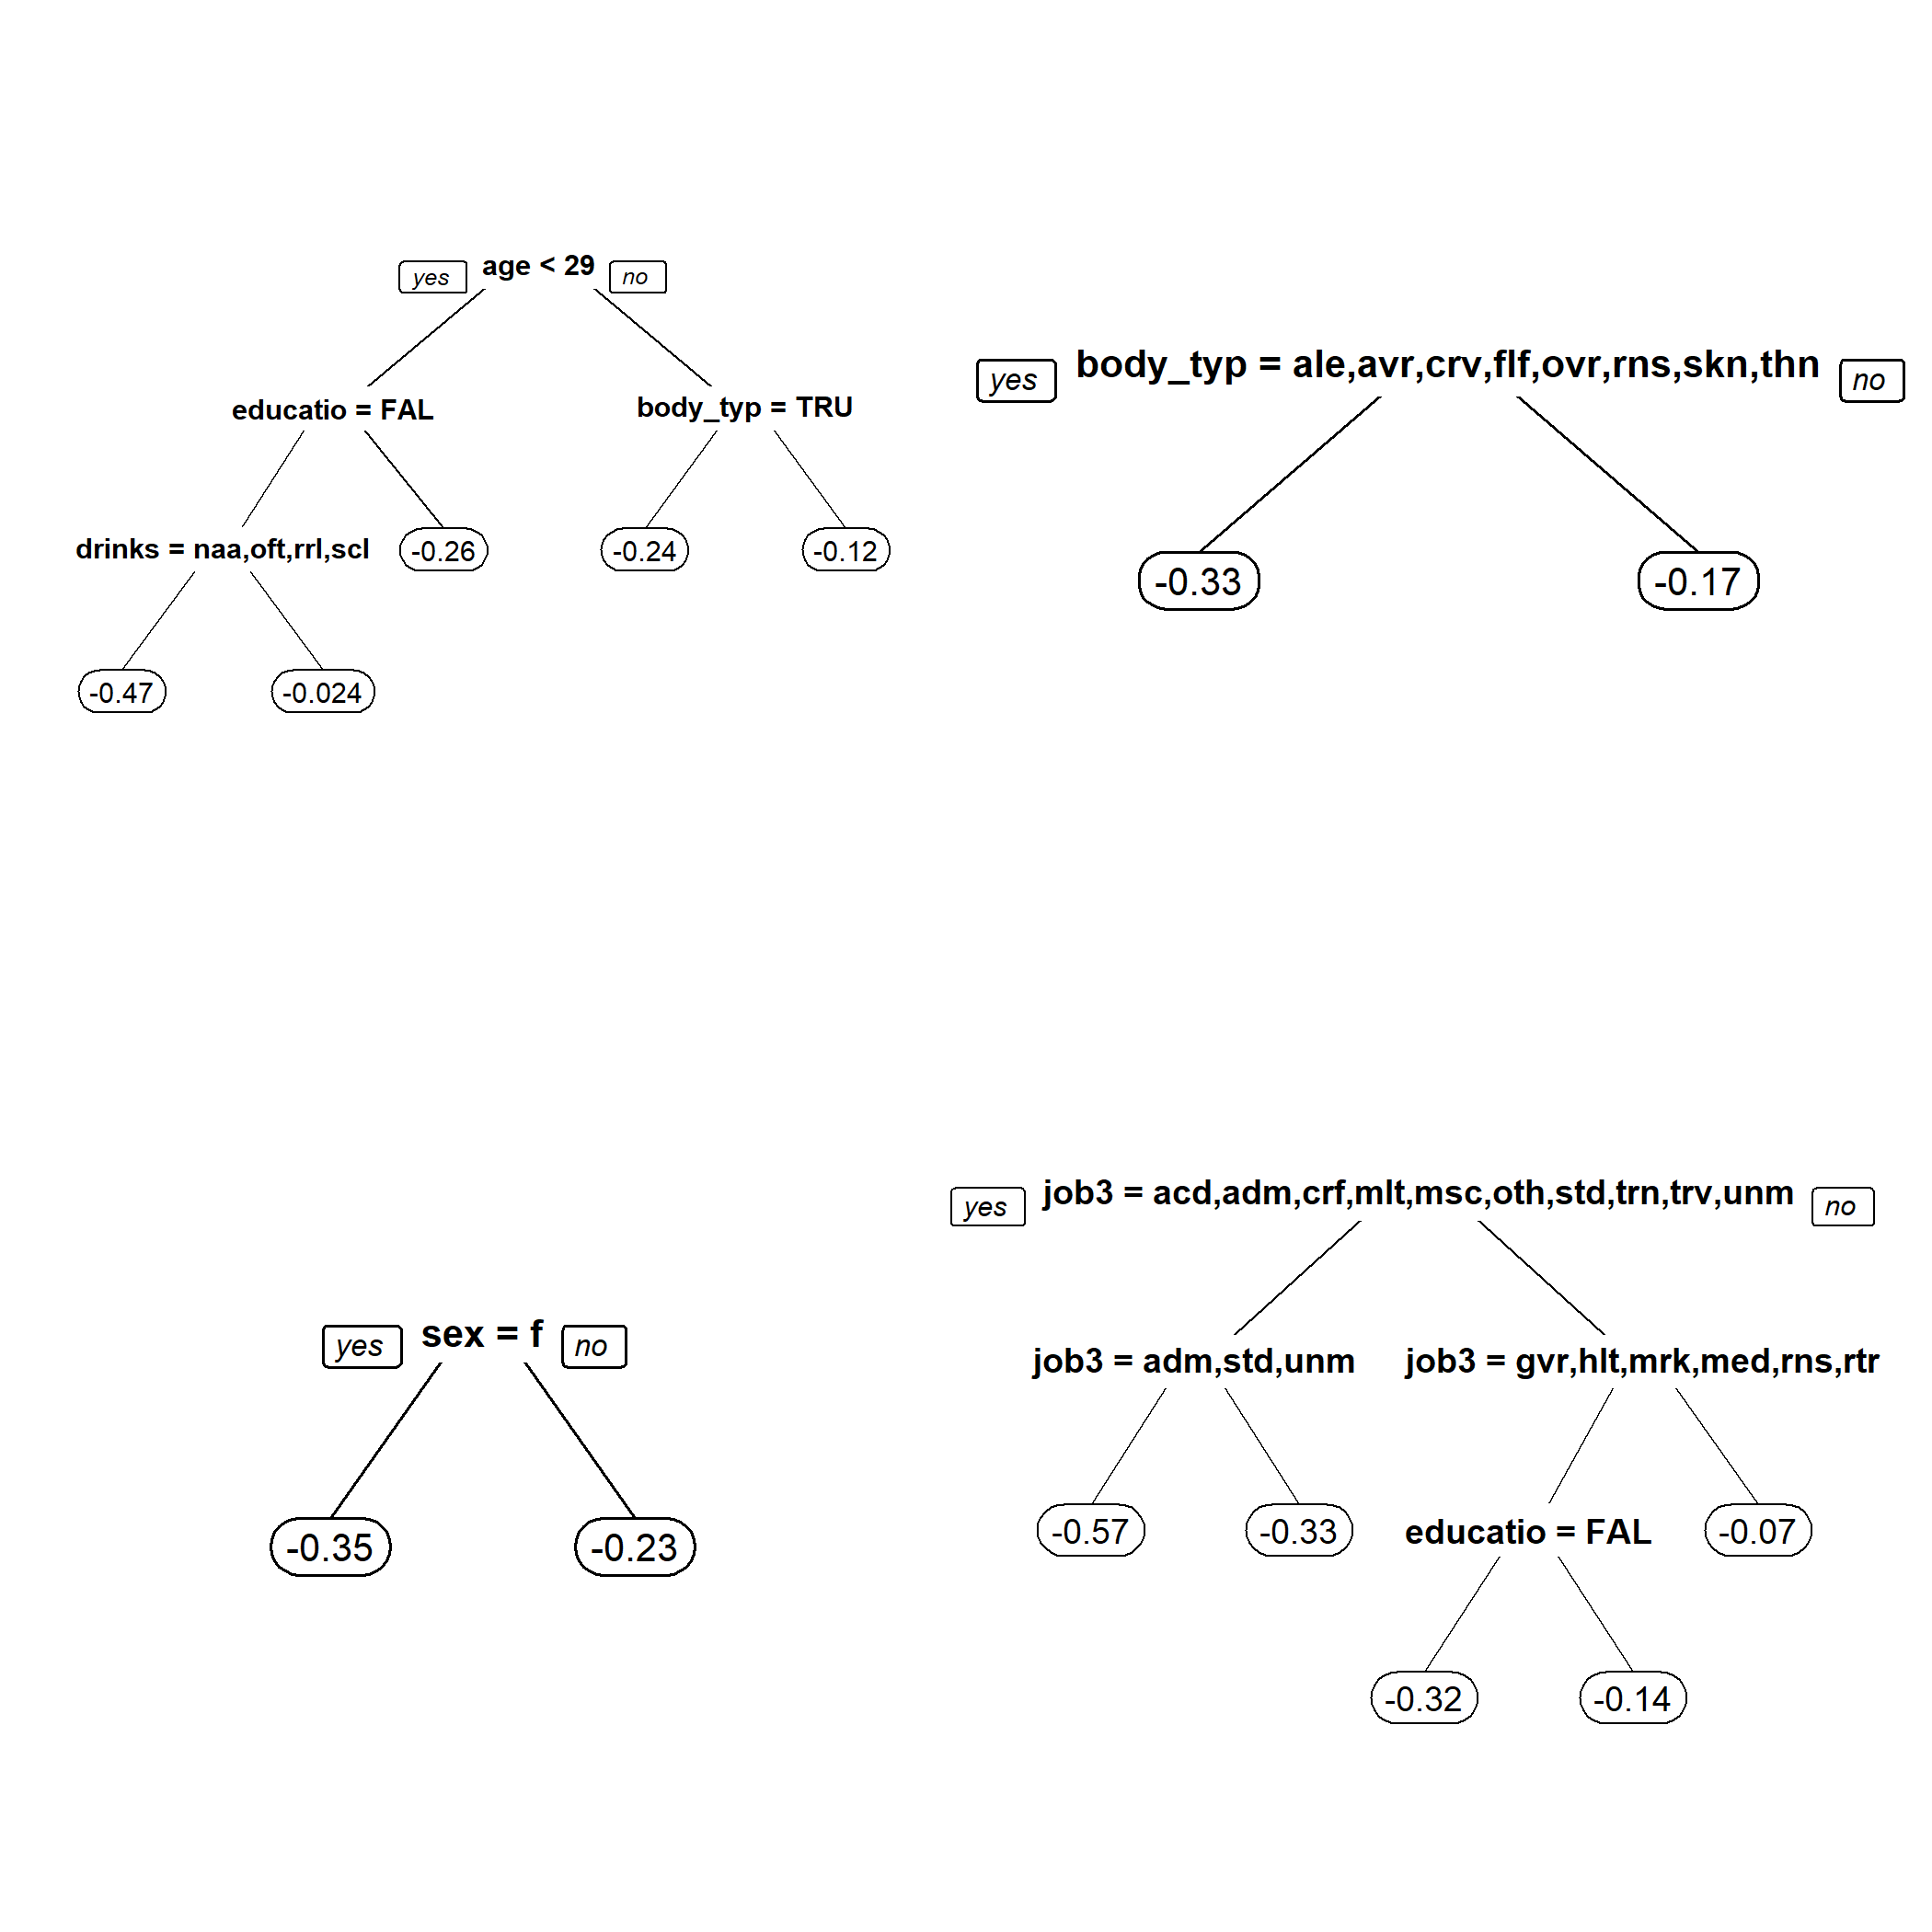 yes age < 29 no
educatio = FAL
body_typ = TRU
drinks = naa,oft,rrl,scl
-0.26
-0.24
-0.12
-0.47
-0.024
yes body_typ = ale,avr,crv,flf,ovr,rns,skn,thn no
-0.33
-0.17
yes sex = f no
-0.35
-0.23
yes job3 = acd,adm,crf,mlt,msc,oth,std,trn,trv,unm no
job3 = adm,std,unm
job3 = gvr,hlt,mrk,med,rns,rtr
-0.57
-0.33
educatio = FAL
-0.07
-0.32
-0.14